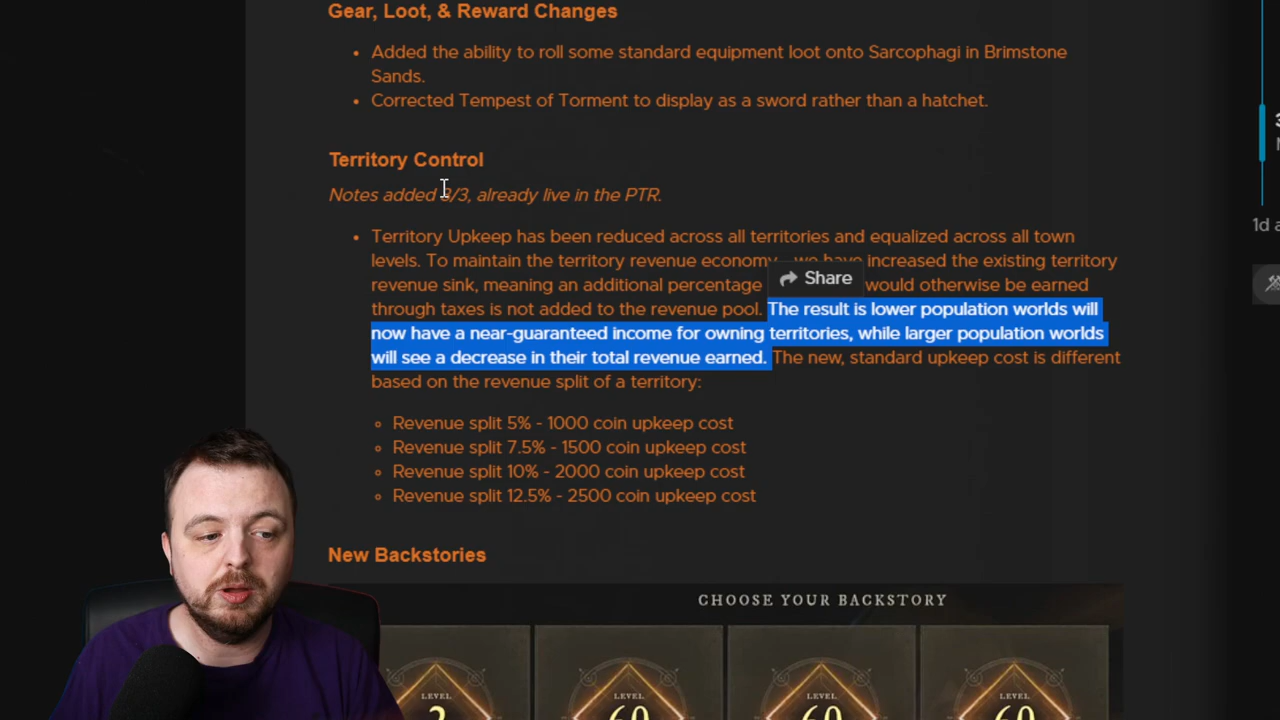 Gear, Loot, & Reward Changes
• Added the ability to roll some standard equipment loot onto Sarcophagi in Brimstone
Sands.
• Corrected Tempest of Torment to display as a sword rather than a hatchet.
Territory Control
Notes added 3/3, already live in the PTR.
• Territory Upkeep has been reduced across all territories and equalized across all town
levels. To maintain the territory revenue economy, we have increased the existing territory
Share
revenue sink, meaning an additional percentage would otherwise be earned
through taxes is not added to the revenue pool. The result is lower population worlds will
now have a near-guaranteed income for owning territories, while larger population worlds
will see a decrease in their total revenue earned. The new, standard upkeep cost is different
based on the revenue split of a territory:
◦ Revenue split 5% - 1000 coin upkeep cost
◦ Revenue split 7.5% - 1500 coin upkeep cost
◦ Revenue split 10% - 2000 coin upkeep cost
◦ Revenue split 12.5% - 2500 coin upkeep cost
New Backstories
CHOOSE YOUR BACKSTORY
LEVEL LEVEL LEVEL LEVEL
60 60 60
1d